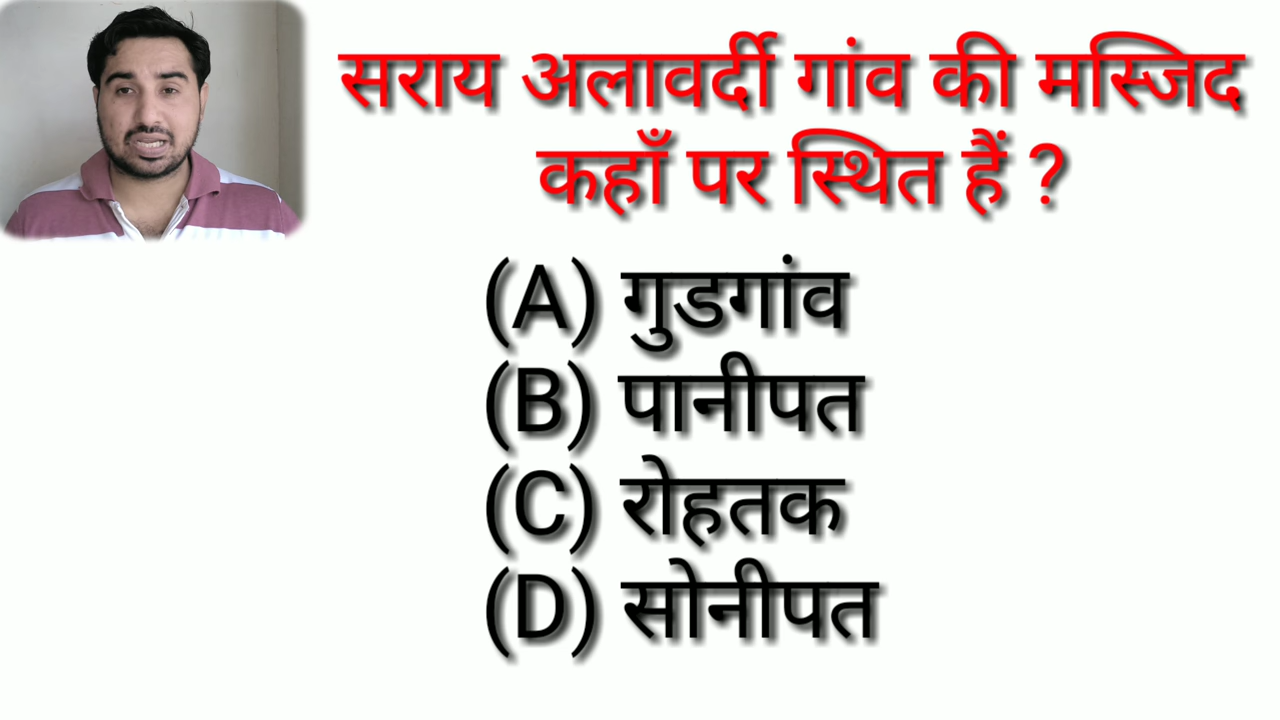 सराय अलावर्दी गांव की मस्जिद
कहाँ पर स्थित हैं ?
(A) गुडगांव
(B) पानीपत
(C) रोहतक
(D) सोनीपत